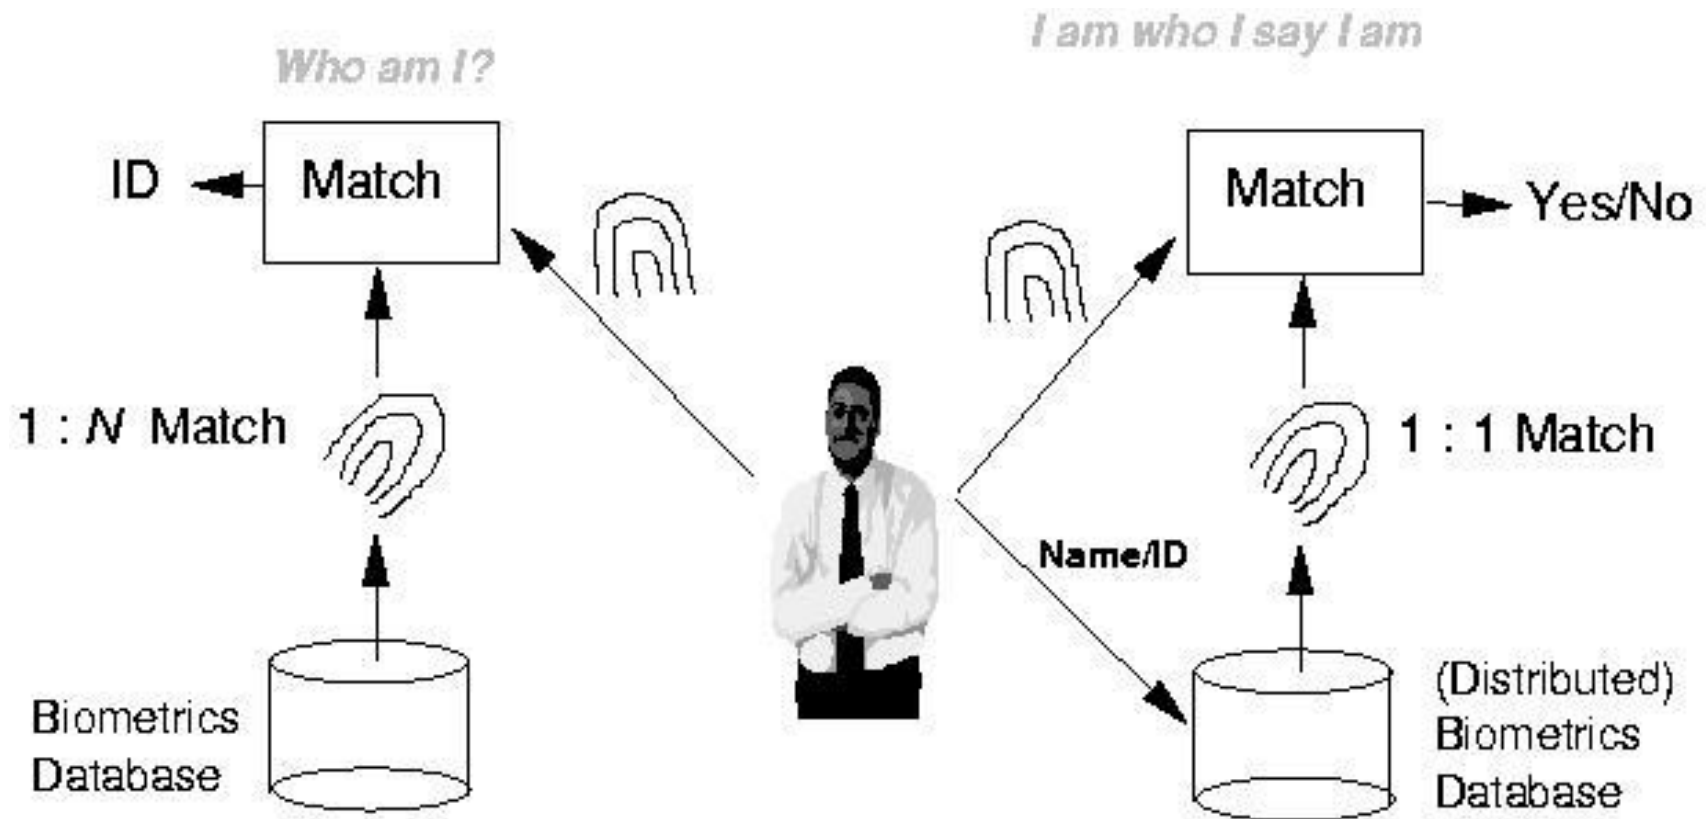 Who am I?
I am who I say I am
ID
Match
Match
Yes/No
1 : N Match
1 : 1 Match
Name/ID
Biometrics
Database
(Distributed)
Biometrics
Database